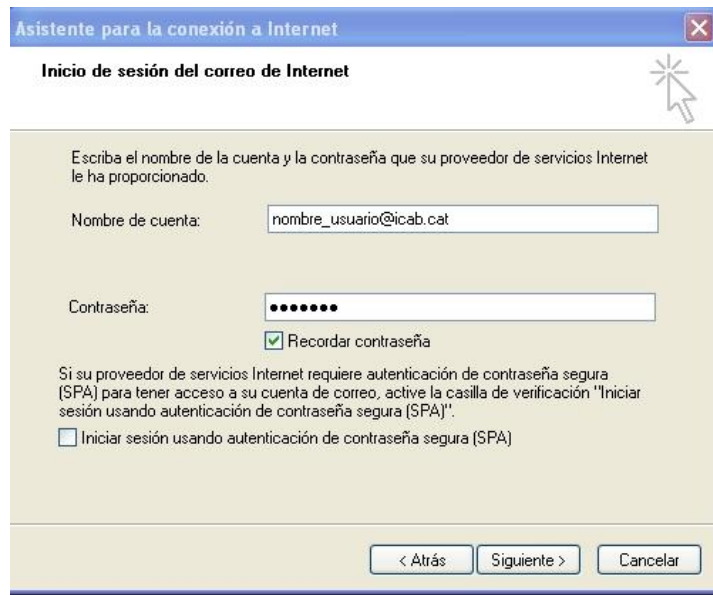 Asistente para la conexión a Internet
Inicio de sesión del correo de Internet
Escriba el nombre de la cuenta y la contraseña que su proveedor de servicios Internet
le ha proporcionado.
Nombre de cuenta: nombre_usuario@icab.cat
Contraseña: •••••••
Recordar contraseña
Si su proveedor de servicios Internet requiere autenticación de contraseña segura
(SPA) para tener acceso a su cuenta de correo, active la casilla de verificación "Iniciar
sesión usando autenticación de contraseña segura (SPA)".
Iniciar sesión usando autenticación de contraseña segura (SPA)
< Atrás Siguiente > Cancelar